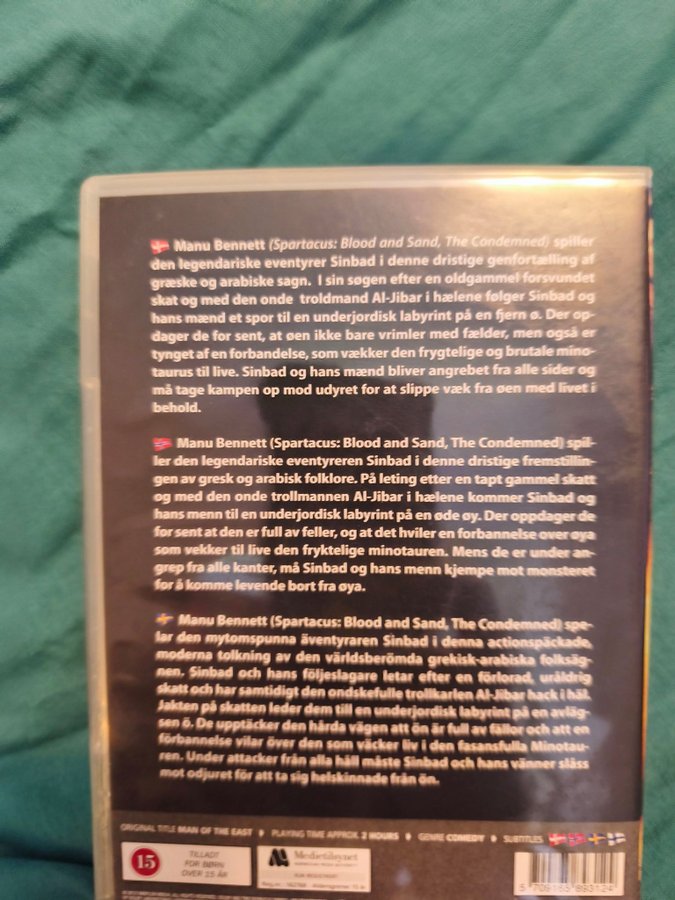 Manu Bennett (Spartacus: Blood and Sand, The Condemned) spiller
den legendariske eventyrer Sinbad i denne dristige genfortælling af
græske og arabiske sagn. I sin søgen efter en oldgammel forsvundet
skat og med den onde troldmand Al-Jibar i hælene følger Sinbad og
hans mænd et spor til en underjordisk labyrint på en fjern ø. Der op-
dager de for sent, at øen ikke bare vrimler med fælder, men også er
tynget af en forbandelse, som vækker den frygtelige og brutale mino-
taurus til live. Sinbad og hans mænd bliver angrebet fra alle sider og
må tage kampen op mod udyret for at slippe væk fra øen med livet i
behold.
Manu Bennett (Spartacus: Blood and Sand, The Condemned) spil-
ler den legendariske eventyreren Sinbad i denne dristige fremstillin-
gen av gresk og arabisk folklore. På leting etter en tapt gammel skatt
og med den onde trollmannen Al-Jibar i hælene kommer Sinbad og
hans menn til en underjordisk labyrint på en øde øy. Der oppdager de
for sent at den er full av feller, og at det hviler en forbannelse over øya
som vekker til live den fryktelige minotauren. Mens de er under an-
grep fra alle kanter, må Sinbad og hans menn kjempe mot monsteret
for å komme levende bort fra øya.
Manu Bennett (Spartacus: Blood and Sand, The Condemned) spe-
lar den mytomspunna äventyraren Sinbad i denna actionspäckade,
moderna tolkning av den världsberömda grekisk-arabiska folksäg-
nen. Sinbad och hans följeslagare letar efter en förlorad, uråldrig
skatt och har samtidigt den ondskefulle trollkarlen Al-Jibar hack i häl.
Jakten på skatten leder dem till en underjordisk labyrint på en avläg-
sen ö. De upptäcker den hårda vägen att ön är full av fällor och att en
förbannelse vilar över den som väcker liv i den fasansfulla Minotau-
ren. Under attacker från alla håll måste Sinbad och hans vänner slåss
mot odjuret för att ta sig helskinnade från ön.
ORIGINAL TITLE MAN OF THE EAST PLAYING TIME APPROX. 2 HOURS GENRE COMEDY SUBTITLES
15
TILLADT
FOR BØRN
OVER 15 ÅR
Medietilsynet
NORWEGIAN MEDIA AUTHORITY
Reg.nr.: Aldersgrense: 15 år
5 709165 893124